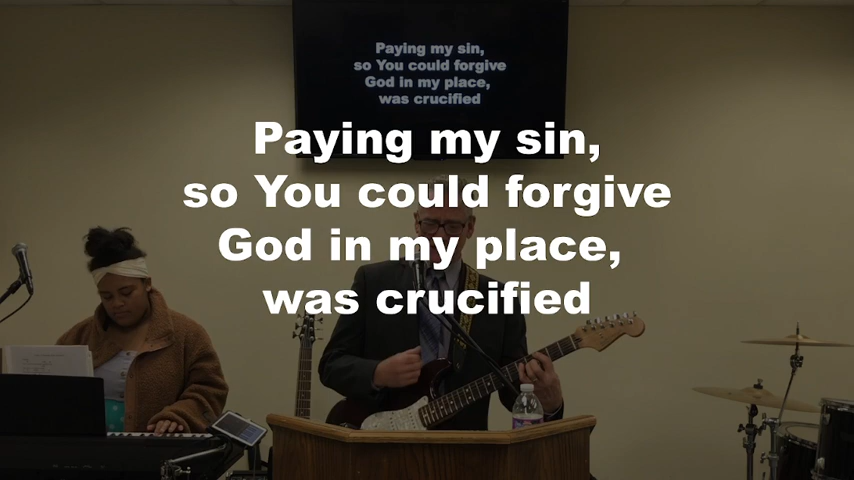 Paying my sin,
so You could forgive
God in my place,
was crucified
Paying my sin,
so You could forgive
God in my place,
was crucified